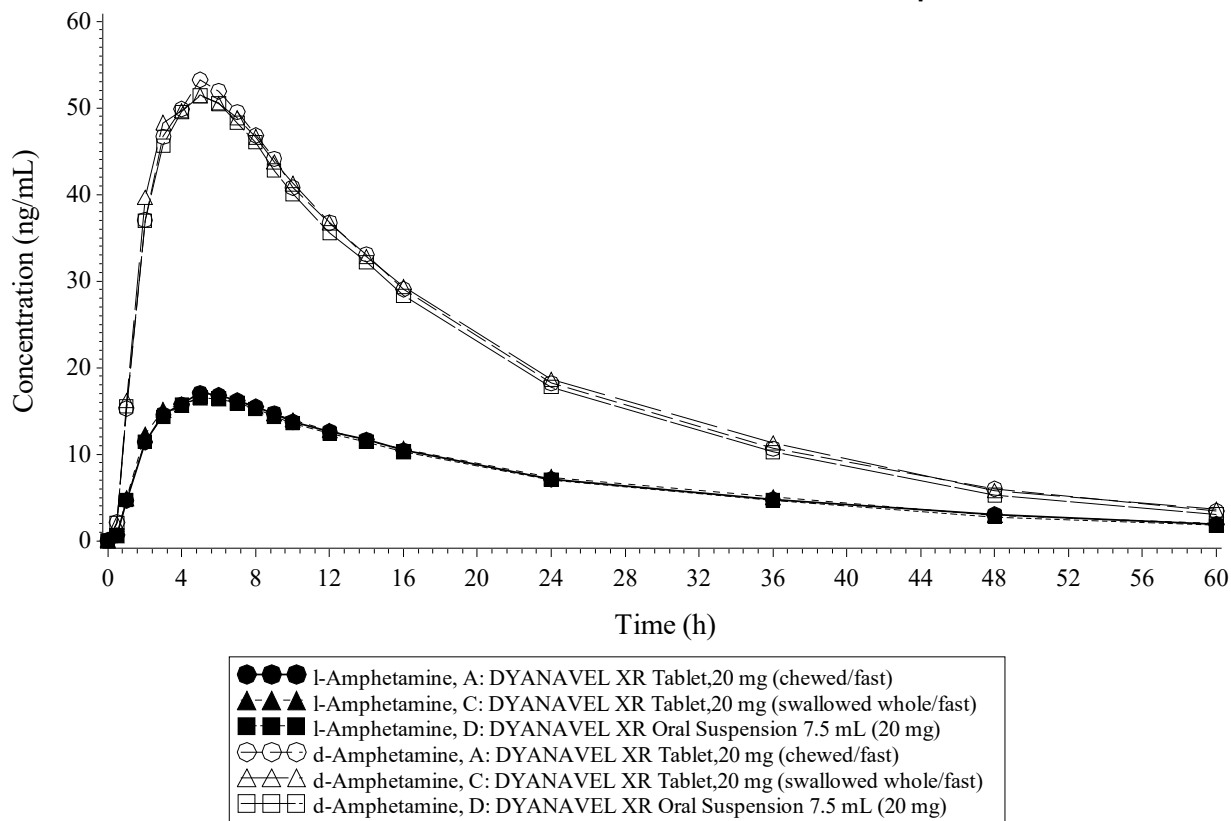 60
50
40
30
20
10
0
Concentration (ng/mL)
0 4 8 12 16 20 24 28 32 36 40 44 48 52 56 60
Time (h)
l-Amphetamine, A: DYANAVEL XR Tablet,20 mg (chewed/fast)
l-Amphetamine, C: DYANAVEL XR Tablet,20 mg (swallowed whole/fast)
l-Amphetamine, D: DYANAVEL XR Oral Suspension 7.5 mL (20 mg)
d-Amphetamine, A: DYANAVEL XR Tablet,20 mg (chewed/fast)
d-Amphetamine, C: DYANAVEL XR Tablet,20 mg (swallowed whole/fast)
d-Amphetamine, D: DYANAVEL XR Oral Suspension 7.5 mL (20 mg)